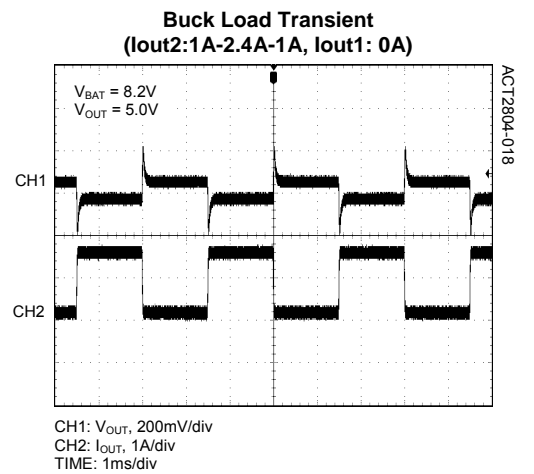 Buck Load Transient
(Iout2:1A-2.4A-1A, Iout1: 0A)
VBAT = 8.2V
VOUT = 5.0V
ACT2804-018
CH1
CH2
CH1: VOUT, 200mV/div
CH2: IOUT, 1A/div
TIME: 1ms/div